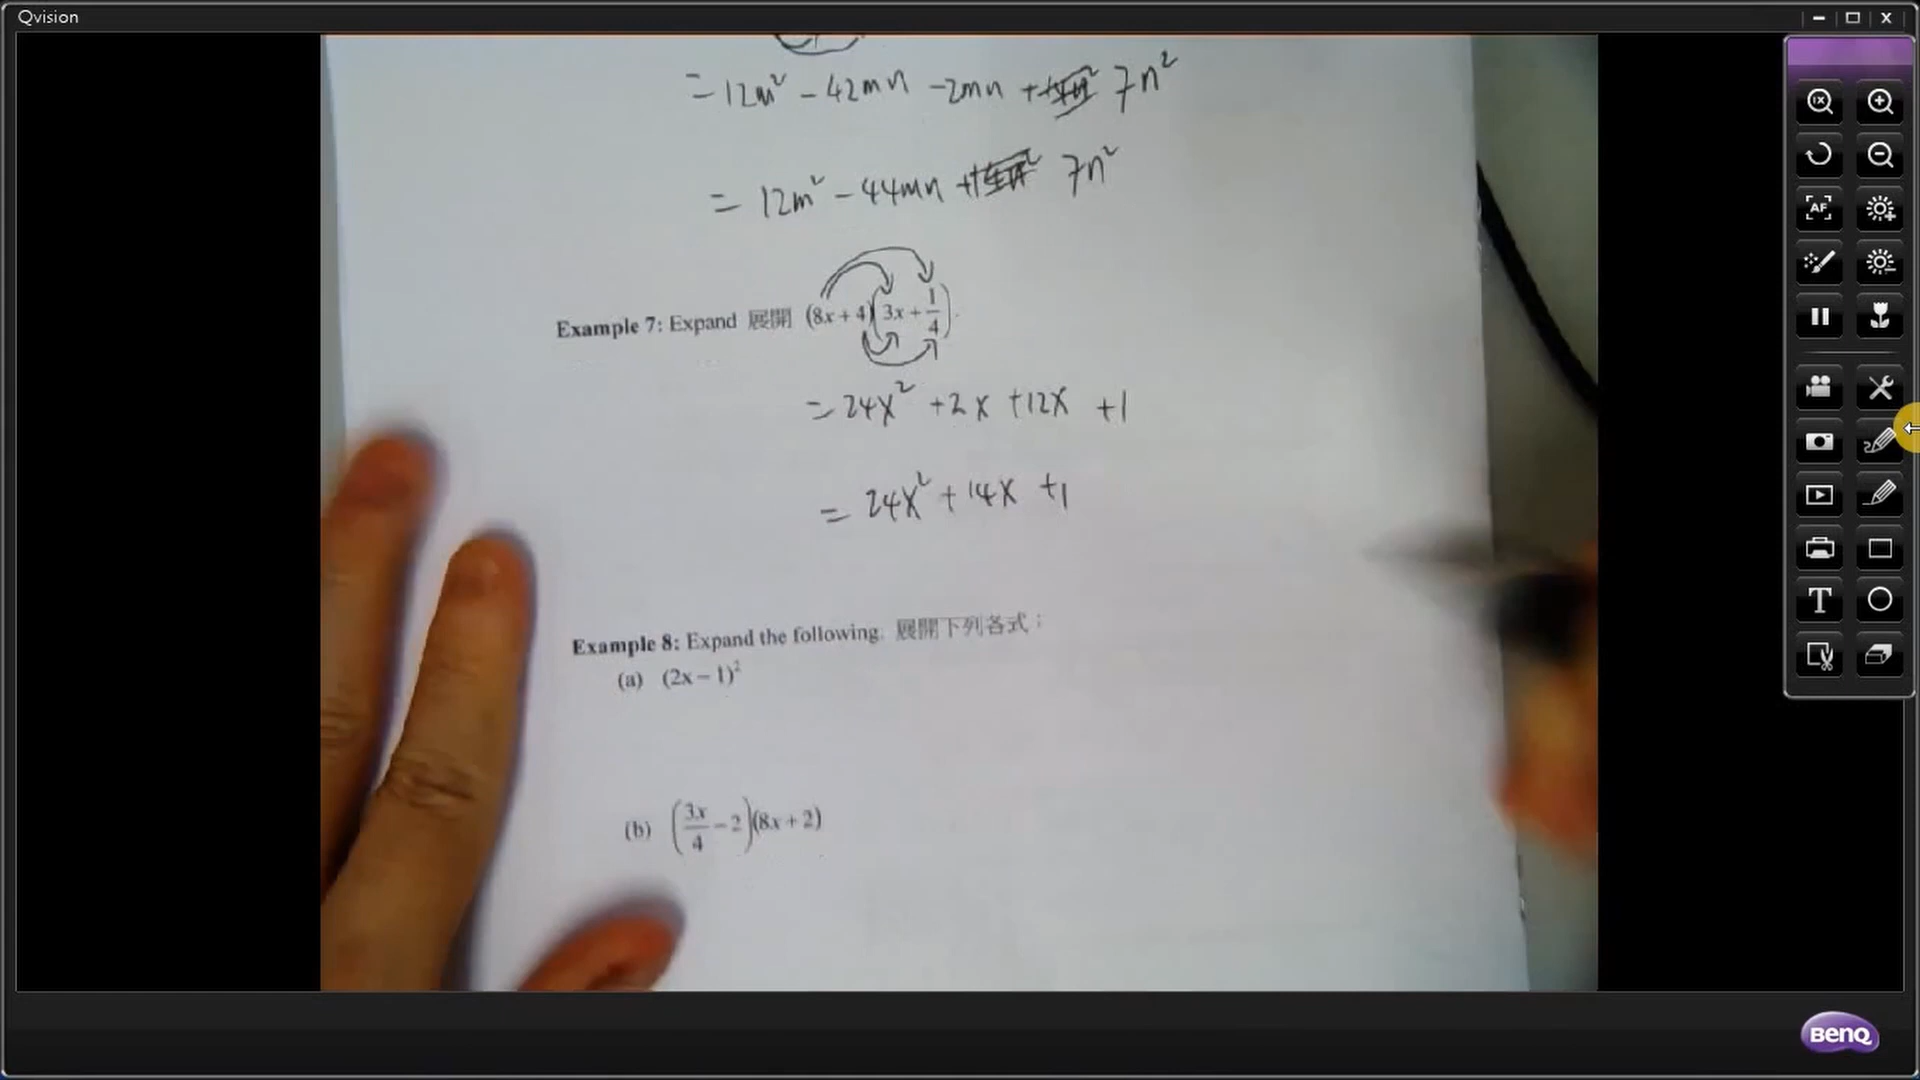 Qvision
= 12m² - 42mn - 2mn + 7n²
= 12m² - 44mn + 7n²
Example 7: Expand 展開 (8x + 4)(3x + 1/4).
= 24x² + 2x + 12x + 1
= 24x² + 14x + 1
Example 8: Expand the following. 展開下列各式：
(a) (2x – 1)²
(b) (3x/4 – 2)(8x + 2)
1X
AF
T
BenQ